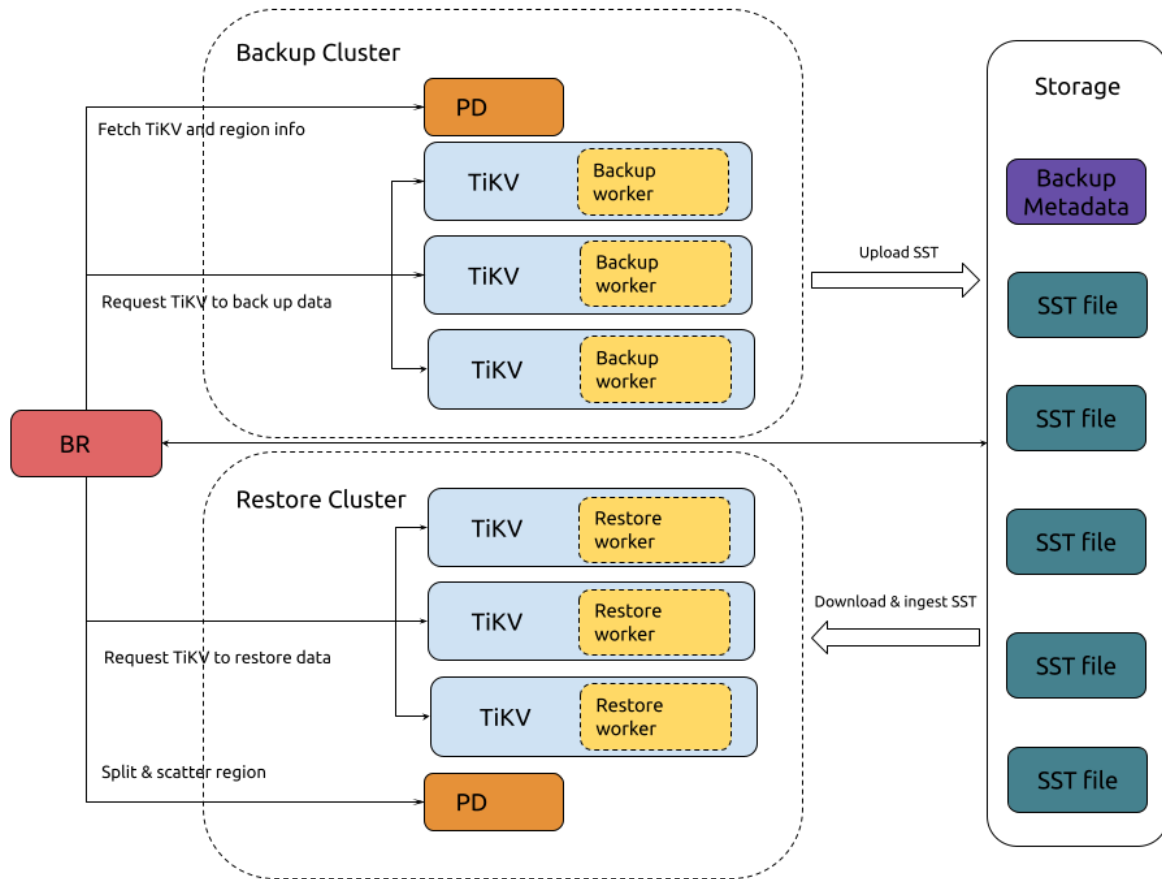 Backup Cluster
PD
Fetch TiKV and region info
TiKV
Backup
worker
TiKV
Backup
worker
Request TiKV to back up data
TiKV
Backup
worker
Upload SST
BR
Restore Cluster
TiKV
Restore
worker
TiKV
Restore
worker
Request TiKV to restore data
TiKV
Restore
worker
Split & scatter region
PD
Download & ingest SST
Storage
Backup
Metadata
SST file
SST file
SST file
SST file
SST file